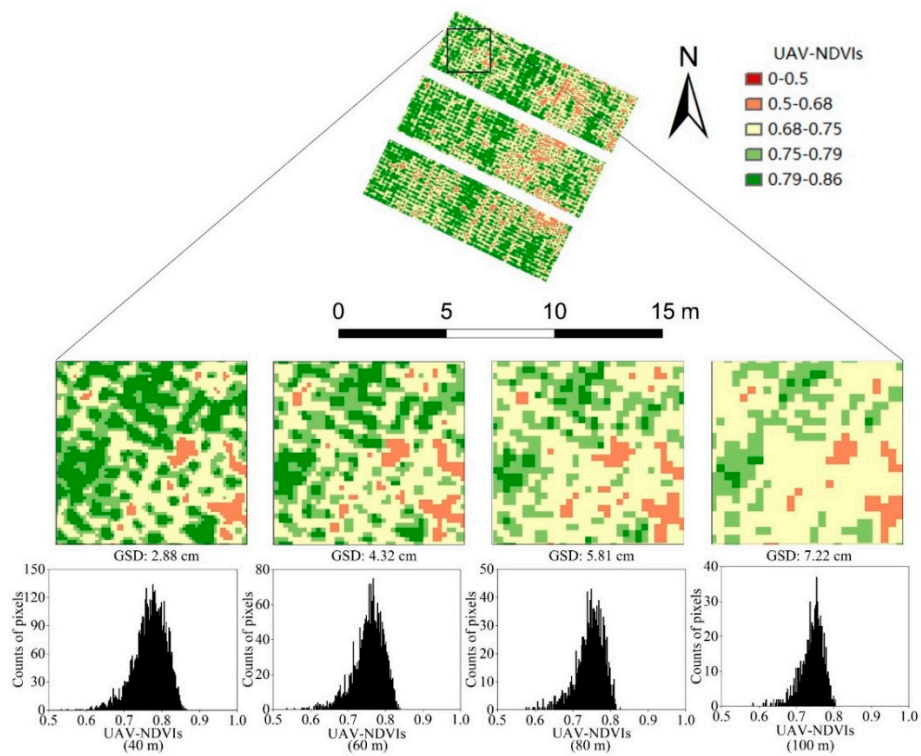 N
UAV-NDVIs
0-0.5
0.5-0.68
0.68-0.75
0.75-0.79
0.79-0.86
0 5 10 15 m
GSD: 2.88 cm
GSD: 4.32 cm
GSD: 5.81 cm
GSD: 7.22 cm
Counts of pixels
150
120
90
60
30
0
0.5 0.6 0.7 0.8 0.9 1.0
UAV-NDVIs
(40 m)
Counts of pixels
80
60
40
20
0
0.5 0.6 0.7 0.8 0.9 1.0
UAV-NDVIs
(60 m)
Counts of pixels
50
40
30
20
10
0
0.5 0.6 0.7 0.8 0.9 1.0
UAV-NDVIs
(80 m)
Counts of pixels
40
30
20
10
0
0.5 0.6 0.7 0.8 0.9 1.0
UAV-NDVIs
(100 m)